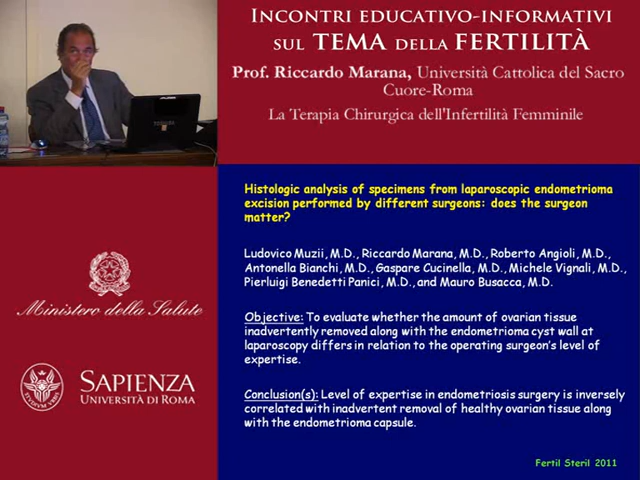 INCONTRI EDUCATIVO-INFORMATIVI
SUL TEMA DELLA FERTILITÀ
Prof. Riccardo Marana, Università Cattolica del Sacro
Cuore-Roma
La Terapia Chirurgica dell'Infertilità Femminile
Histologic analysis of specimens from laparoscopic endometrioma
excision performed by different surgeons: does the surgeon
matter?
Ludovico Muzii, M.D., Riccardo Marana, M.D., Roberto Angioli, M.D.,
Antonella Bianchi, M.D., Gaspare Cucinella, M.D., Michele Vignali, M.D.,
Pierluigi Benedetti Panici, M.D., and Mauro Busacca, M.D.
Objective: To evaluate whether the amount of ovarian tissue
inadvertently removed along with the endometrioma cyst wall at
laparoscopy differs in relation to the operating surgeon's level of
expertise.
Conclusion(s): Level of expertise in endometriosis surgery is inversely
correlated with inadvertent removal of healthy ovarian tissue along
with the endometrioma capsule.
Fertil Steril 2011
Ministero della Salute
SAPIENZA
UNIVERSITÀ DI ROMA